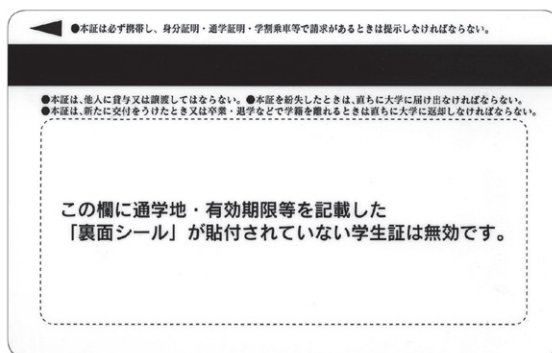 ●本証は必ず携帯し、身分証明・通学証明・学割乗車等で請求があるときは提示しなければならない。
●本証は、他人に貸与又は譲渡してはならない。●本証を紛失したときは、直ちに大学に届け出なければならない。
●本証は、新たに交付をうけたとき又は卒業・退学などで学籍を離れるときは直ちに大学に返却しなければならない。
この欄に通学地・有効期限等を記載した
「裏面シール」が貼付されていない学生証は無効です。